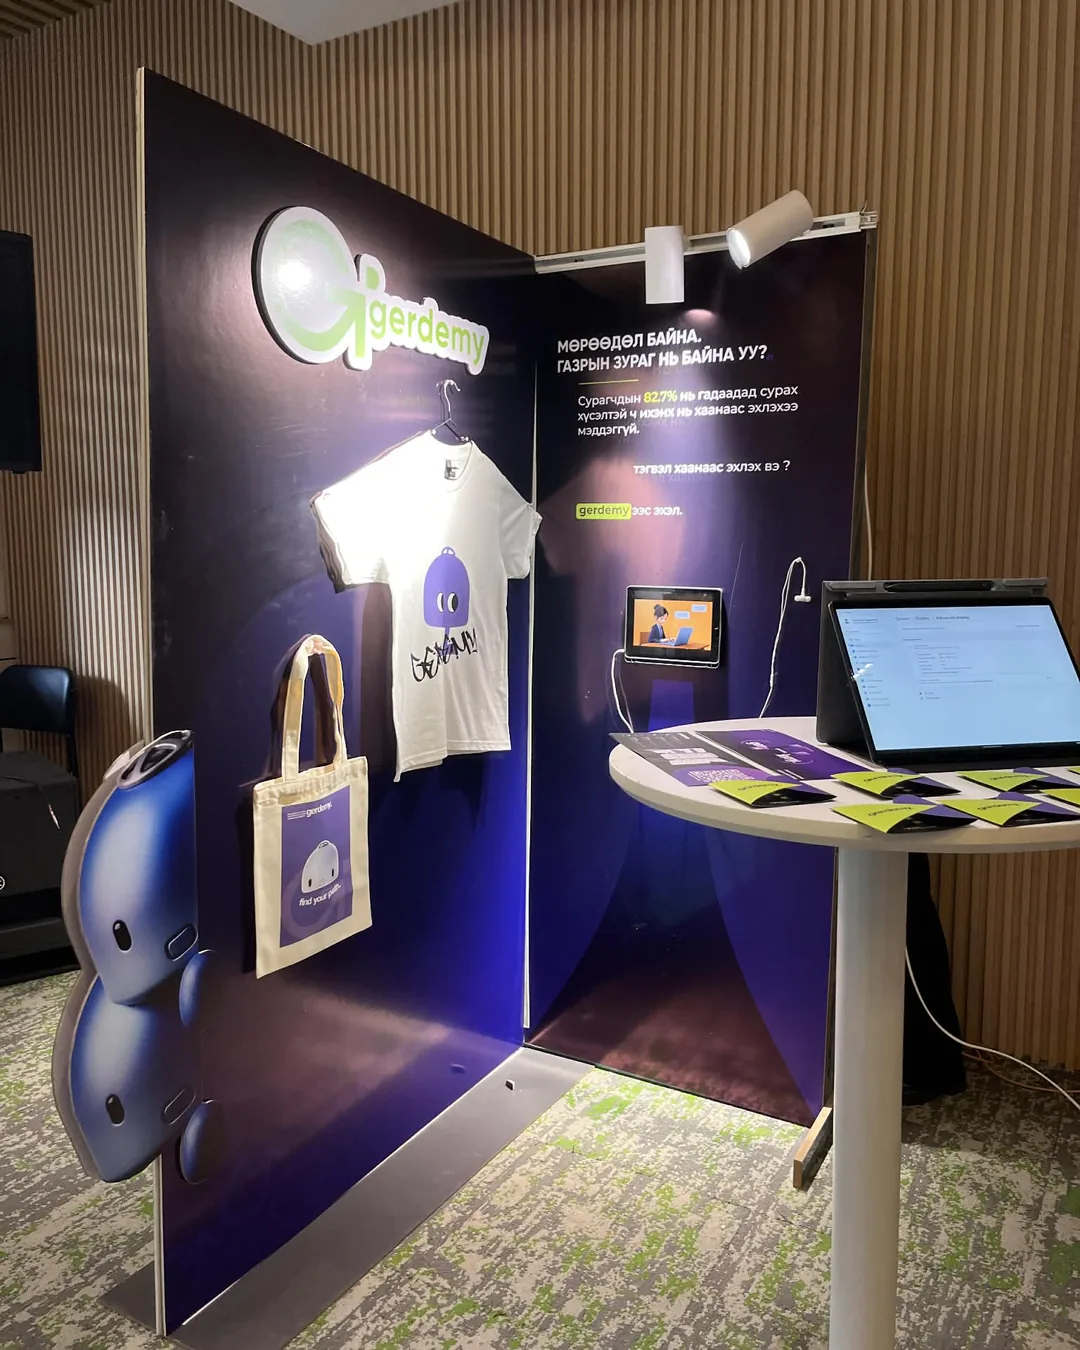 gerdemy
МӨРӨӨДӨЛ БАЙНА.
ГАЗРЫН ЗУРАГ НЬ БАЙНА УУ?
Сурагчдын 82.7% нь гадаадад сурах
хүсэлтэй ч ихэнх нь хаанаас эхлэхээ
мэддэггүй.
тэгвэл хаанаас эхлэх вэ ?
gerdemy ээс эхэл.
gerdemy.
find your path.